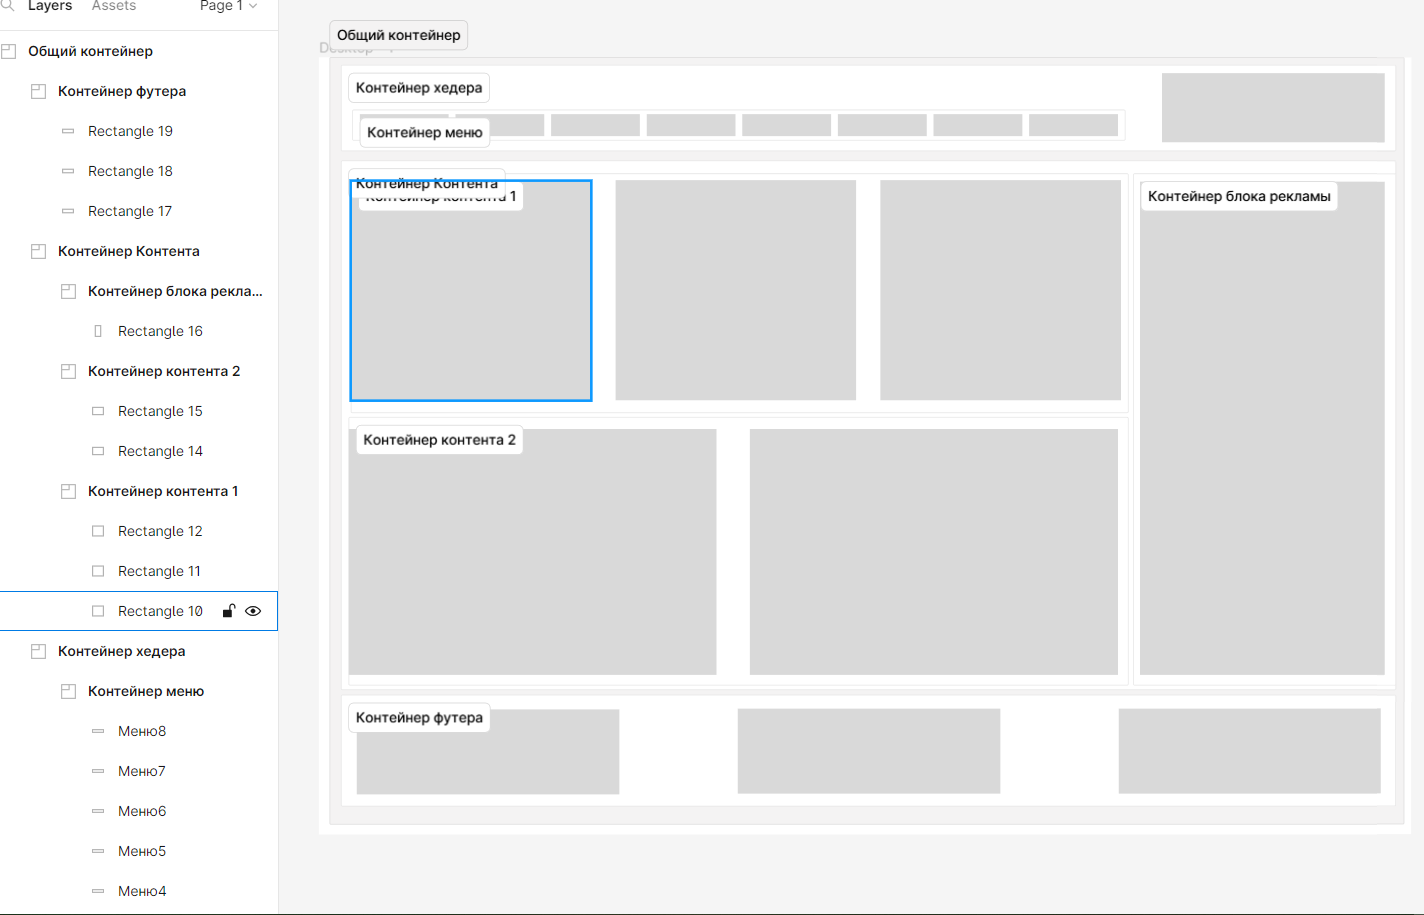 Layers Assets Page 1
Общий контейнер
Контейнер футера
Rectangle 19
Rectangle 18
Rectangle 17
Контейнер Контента
Контейнер блока рекла...
Rectangle 16
Контейнер контента 2
Rectangle 15
Rectangle 14
Контейнер контента 1
Rectangle 12
Rectangle 11
Rectangle 10
Контейнер хедера
Контейнер меню
Меню8
Меню7
Меню6
Меню5
Меню4
Общий контейнер
Контейнер хедера
Контейнер меню
Контейнер Контента
Контейнер контента 1
Контейнер блока рекламы
Контейнер контента 2
Контейнер футера